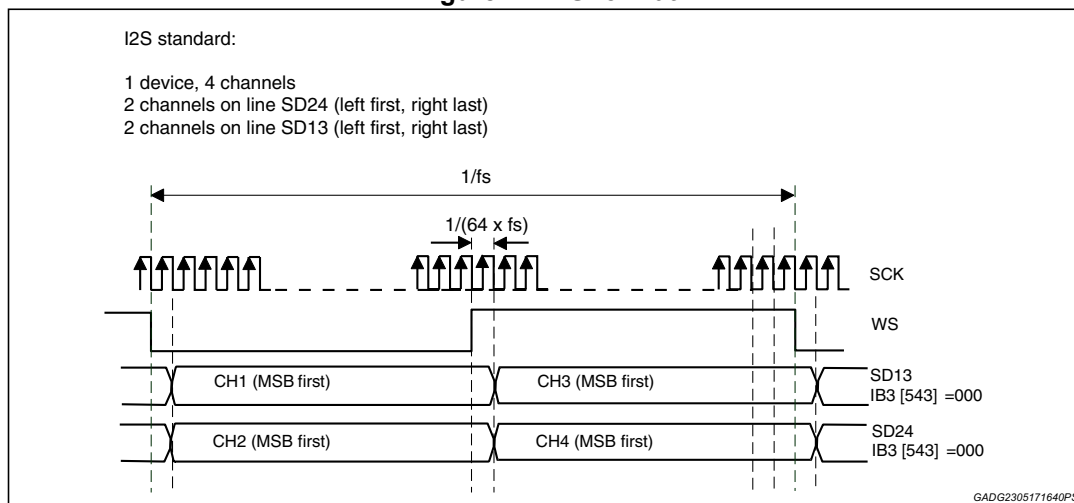 I2S standard:
1 device, 4 channels
2 channels on line SD24 (left first, right last)
2 channels on line SD13 (left first, right last)
1/fs
1/(64 x fs)
SCK
WS
CH1 (MSB first)
CH3 (MSB first)
SD13
IB3 [543] =000
CH2 (MSB first)
CH4 (MSB first)
SD24
IB3 [543] =000
GADG2305171640PS